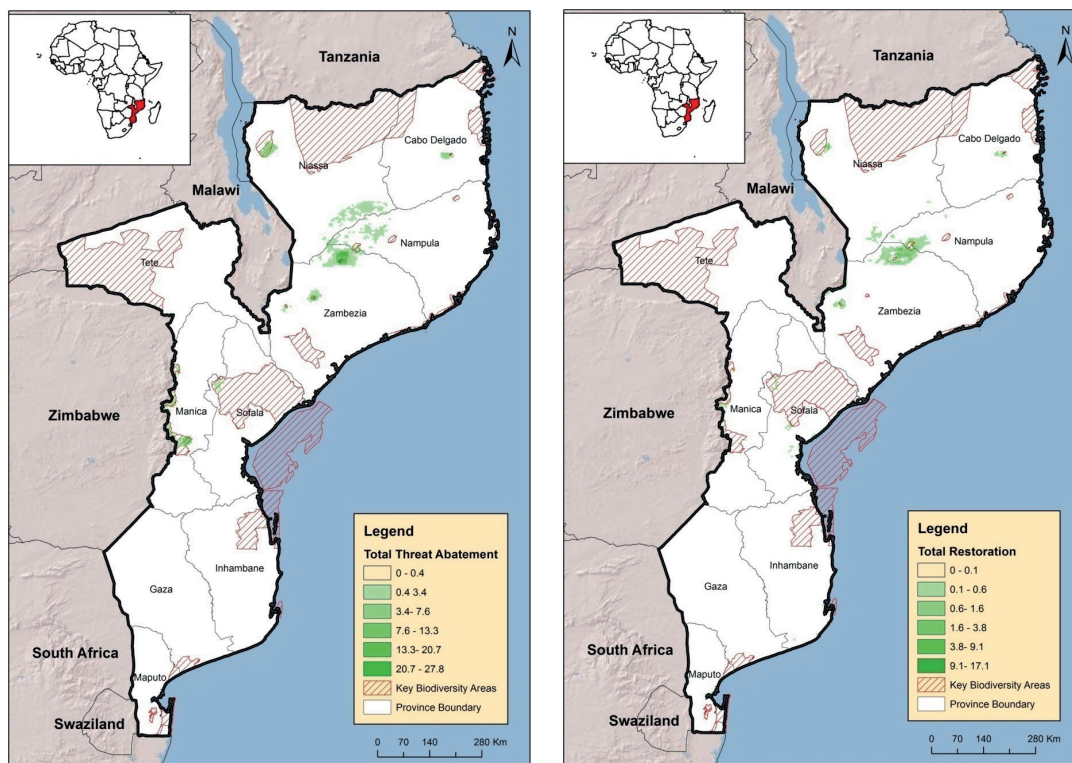 N
Tanzania
Cabo Delgado
Niassa
Malawi
Nampula
Tete
Zambezia
Zimbabwe
Manica
Sofala
Gaza
Inhambane
South Africa
Maputo
Swaziland
Legend
Total Threat Abatement
0 - 0.4
0.4 3.4
3.4- 7.6
7.6 - 13.3
13.3- 20.7
20.7 - 27.8
Key Biodiversity Areas
Province Boundary
0 70 140 280 Km
N
Tanzania
Cabo Delgado
Niassa
Malawi
Nampula
Tete
Zambezia
Zimbabwe
Manica
Sofala
Gaza
Inhambane
South Africa
Maputo
Swaziland
Legend
Total Restoration
0 - 0.1
0.1 - 0.6
0.6- 1.6
1.6 - 3.8
3.8- 9.1
9.1- 17.1
Key Biodiversity Areas
Province Boundary
0 70 140 280 Km